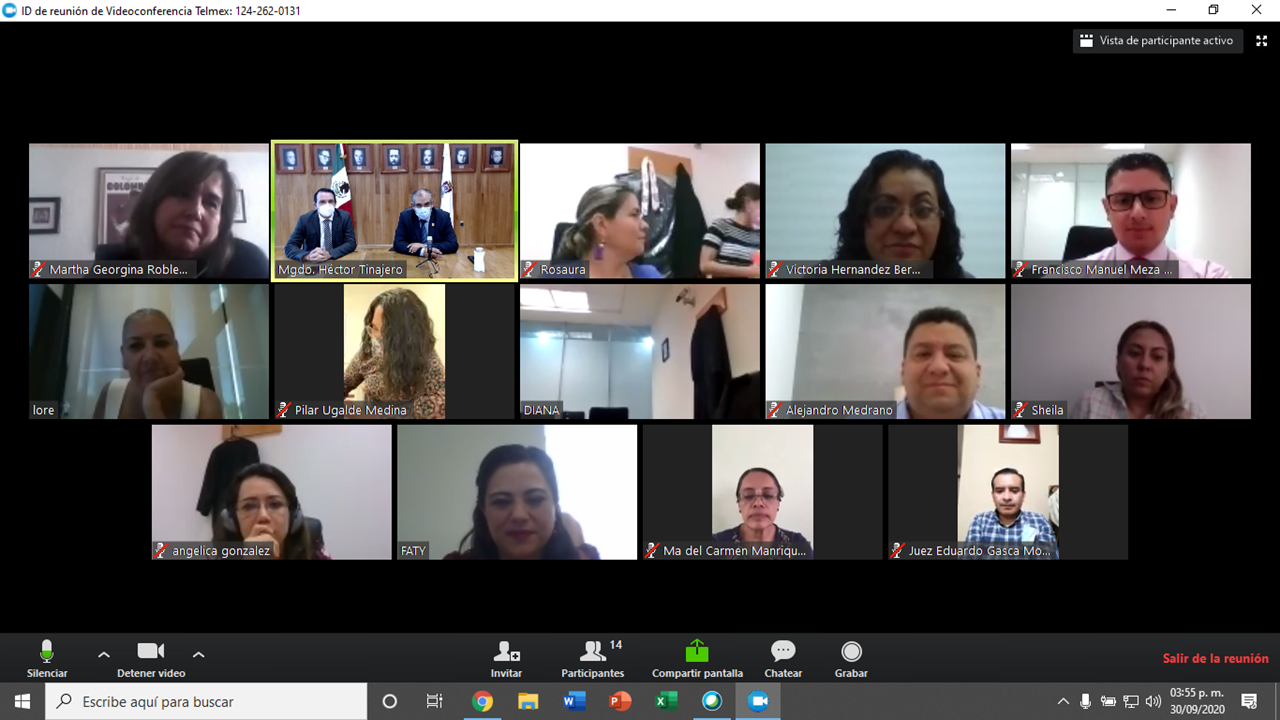 ID de reunión de Videoconferencia Telmex: 124-262-0131
Vista de participante activo
Martha Georgina Roble...
Mgdo. Héctor Tinajero
Rosaura
Victoria Hernandez Ber...
Francisco Manuel Meza ...
lore
Pilar Ugalde Medina
DIANA
Alejandro Medrano
Sheila
angelica gonzalez
FATY
Ma del Carmen Manriqu...
Juez Eduardo Gasca Mo...
Silenciar
Detener video
Invitar
Participantes
14
Compartir pantalla
Chatear
Grabar
Salir de la reunión
Escribe aquí para buscar
03:55 p. m.
30/09/2020